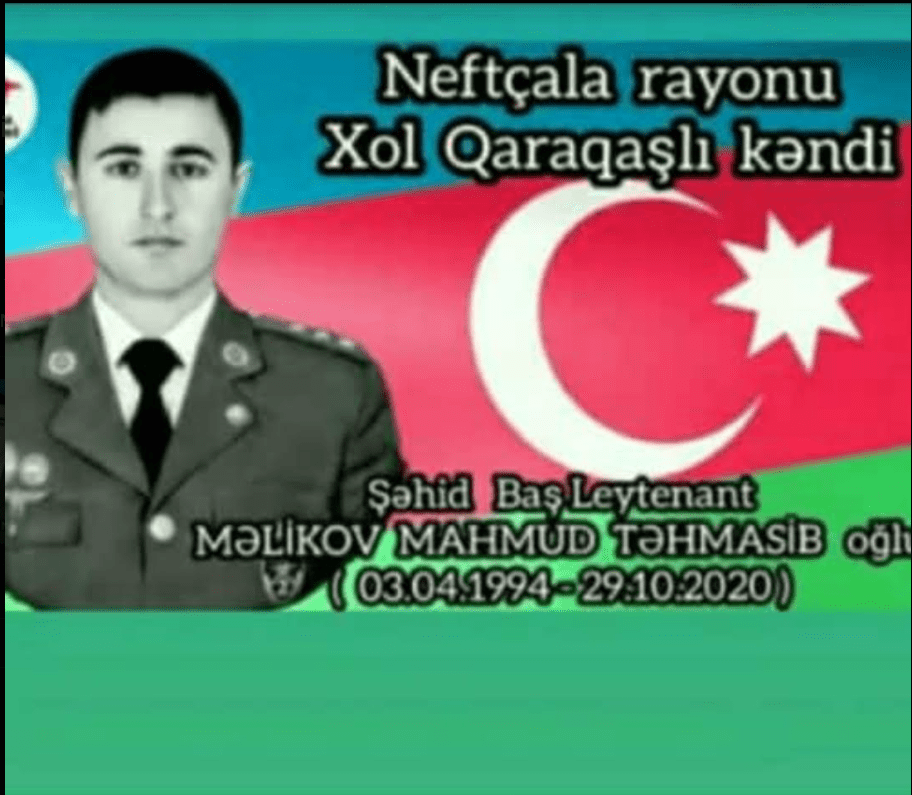 Neftçala rayonu
Xol Qaraqaşlı kəndi
Şəhid Baş Leytenant
MəLİKOV MAHMUD TəHMASİB oğlu
( 03.04.1994 - 29.10.2020 )